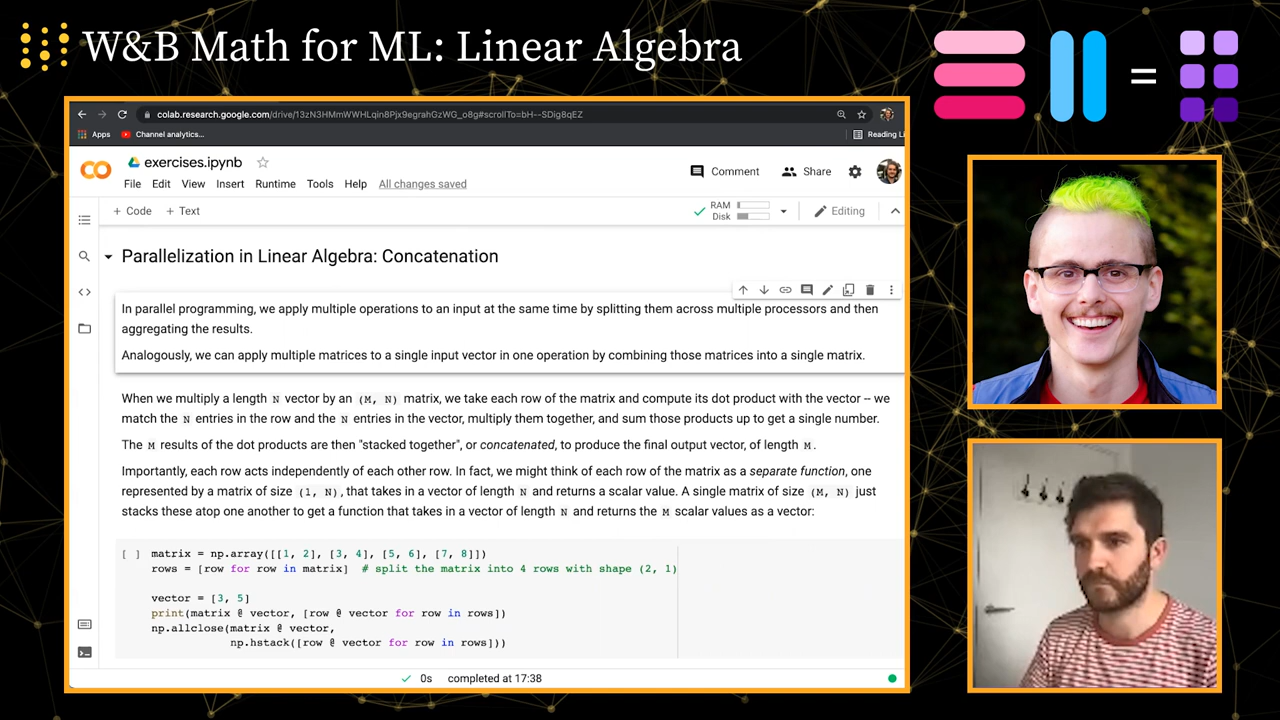 W&B Math for ML: Linear Algebra
=
colab.research.google.com/drive/13zN3HMmWWHLqin8Pjx9egrahGzWG_o8g#scrollTo=bH--SDig8qEZ
Apps Channel analytics... Reading Li
exercises.ipynb
Comment Share
File Edit View Insert Runtime Tools Help All changes saved
+ Code + Text RAM Disk Editing
Parallelization in Linear Algebra: Concatenation
In parallel programming, we apply multiple operations to an input at the same time by splitting them across multiple processors and then
aggregating the results.
Analogously, we can apply multiple matrices to a single input vector in one operation by combining those matrices into a single matrix.
When we multiply a length N vector by an (M, N) matrix, we take each row of the matrix and compute its dot product with the vector -- we
match the N entries in the row and the N entries in the vector, multiply them together, and sum those products up to get a single number.
The M results of the dot products are then "stacked together", or concatenated, to produce the final output vector, of length M.
Importantly, each row acts independently of each other row. In fact, we might think of each row of the matrix as a separate function, one
represented by a matrix of size (1, N), that takes in a vector of length N and returns a scalar value. A single matrix of size (M, N) just
stacks these atop one another to get a function that takes in a vector of length N and returns the M scalar values as a vector:
[ ] matrix = np.array([[1, 2], [3, 4], [5, 6], [7, 8]])
rows = [row for row in matrix]  # split the matrix into 4 rows with shape (2, 1)
vector = [3, 5]
print(matrix @ vector, [row @ vector for row in rows])
np.allclose(matrix @ vector,
np.hstack([row @ vector for row in rows]))
0s completed at 17:38